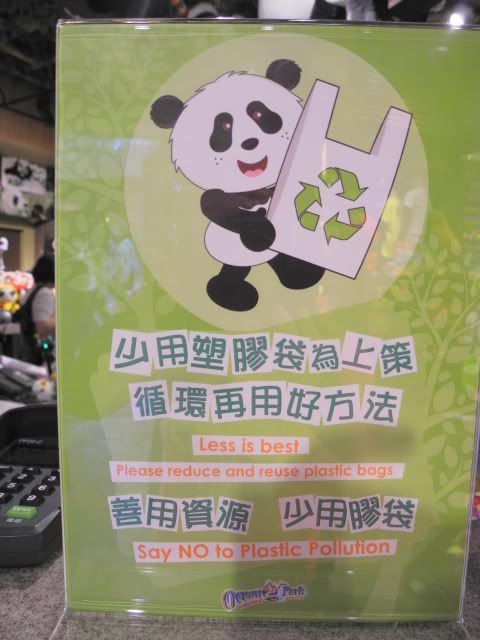 少用塑膠袋為上策
循環再用好方法
Less is best
Please reduce and reuse plastic bags
善用資源 少用膠袋
Say NO to Plastic Pollution
Ocean Park